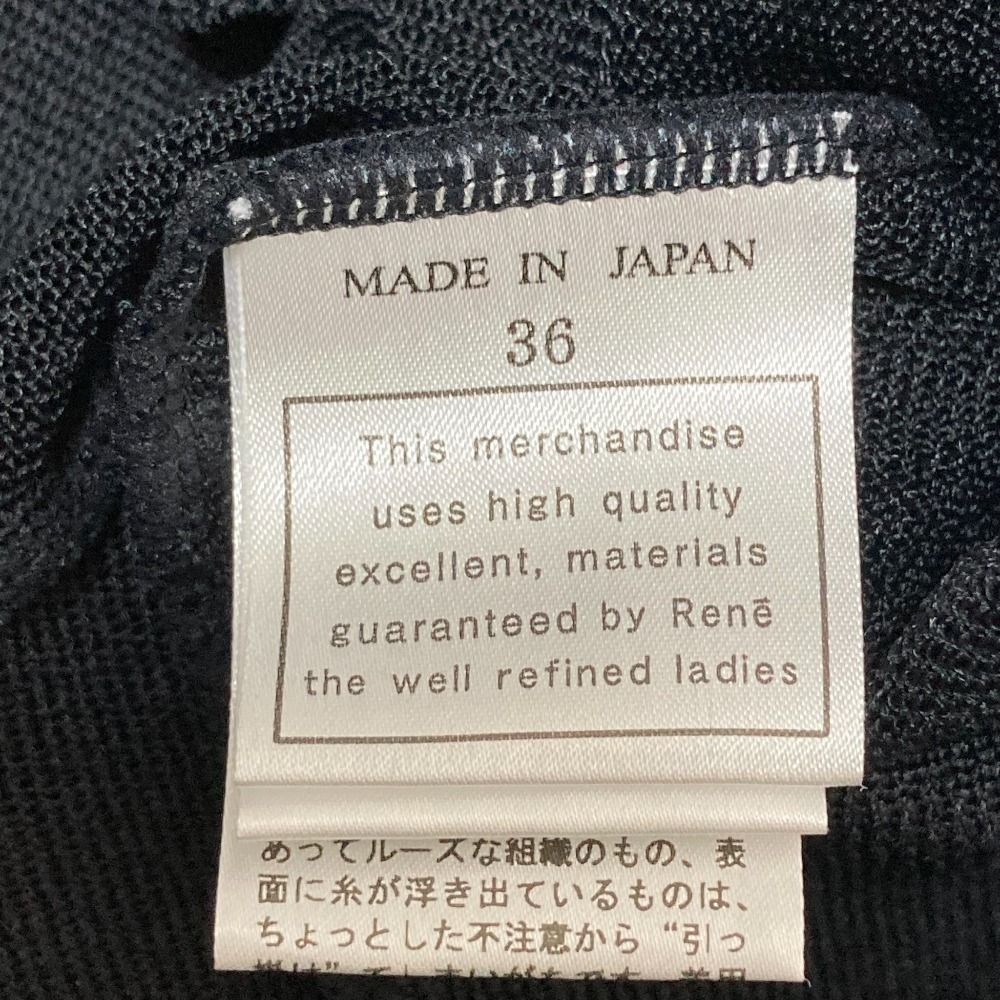 MADE IN JAPAN
36
This merchandise
uses high quality
excellent, materials
guaranteed by Renē
the well refined ladies
めってルーズな組織のもの、表
面に糸が浮き出ているものは、
ちょっとした不注意から“引っ